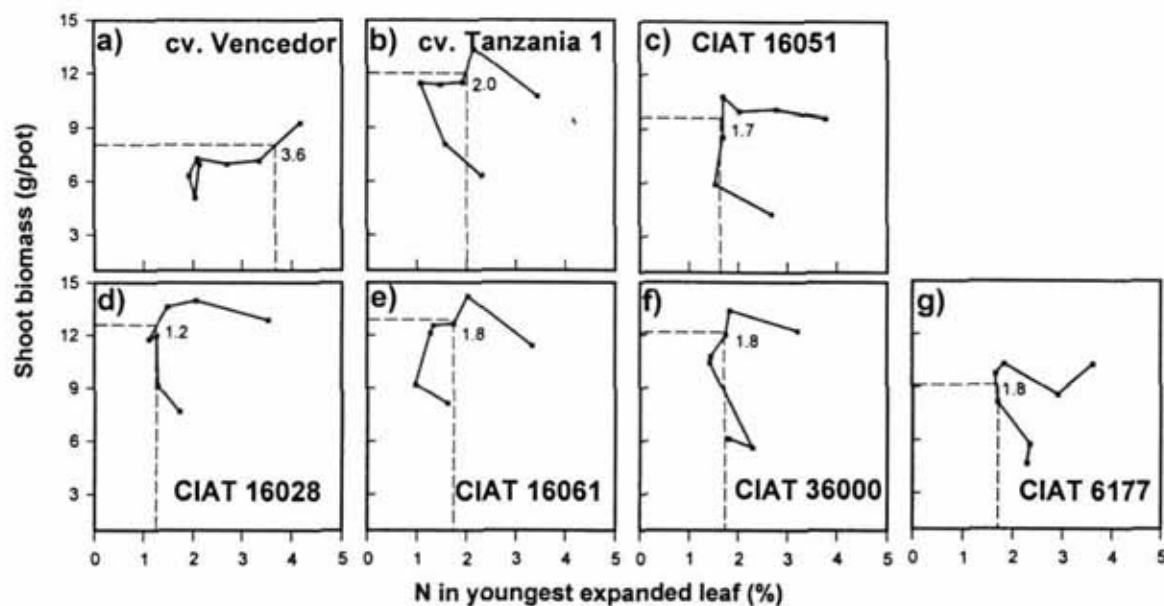 Shoot biomass (g/pot)
15
12
9
6
3
a) cv. Vencedor
3.6
b) cv. Tanzania 1
2.0
c) CIAT 16051
1.7
15
12
9
6
3
d)
1.2
CIAT 16028
e)
1.8
CIAT 16061
f)
1.8
CIAT 36000
g)
1.8
CIAT 6177
0 1 2 3 4 5
0 1 2 3 4 5
0 1 2 3 4 5
0 1 2 3 4 5
N in youngest expanded leaf (%)